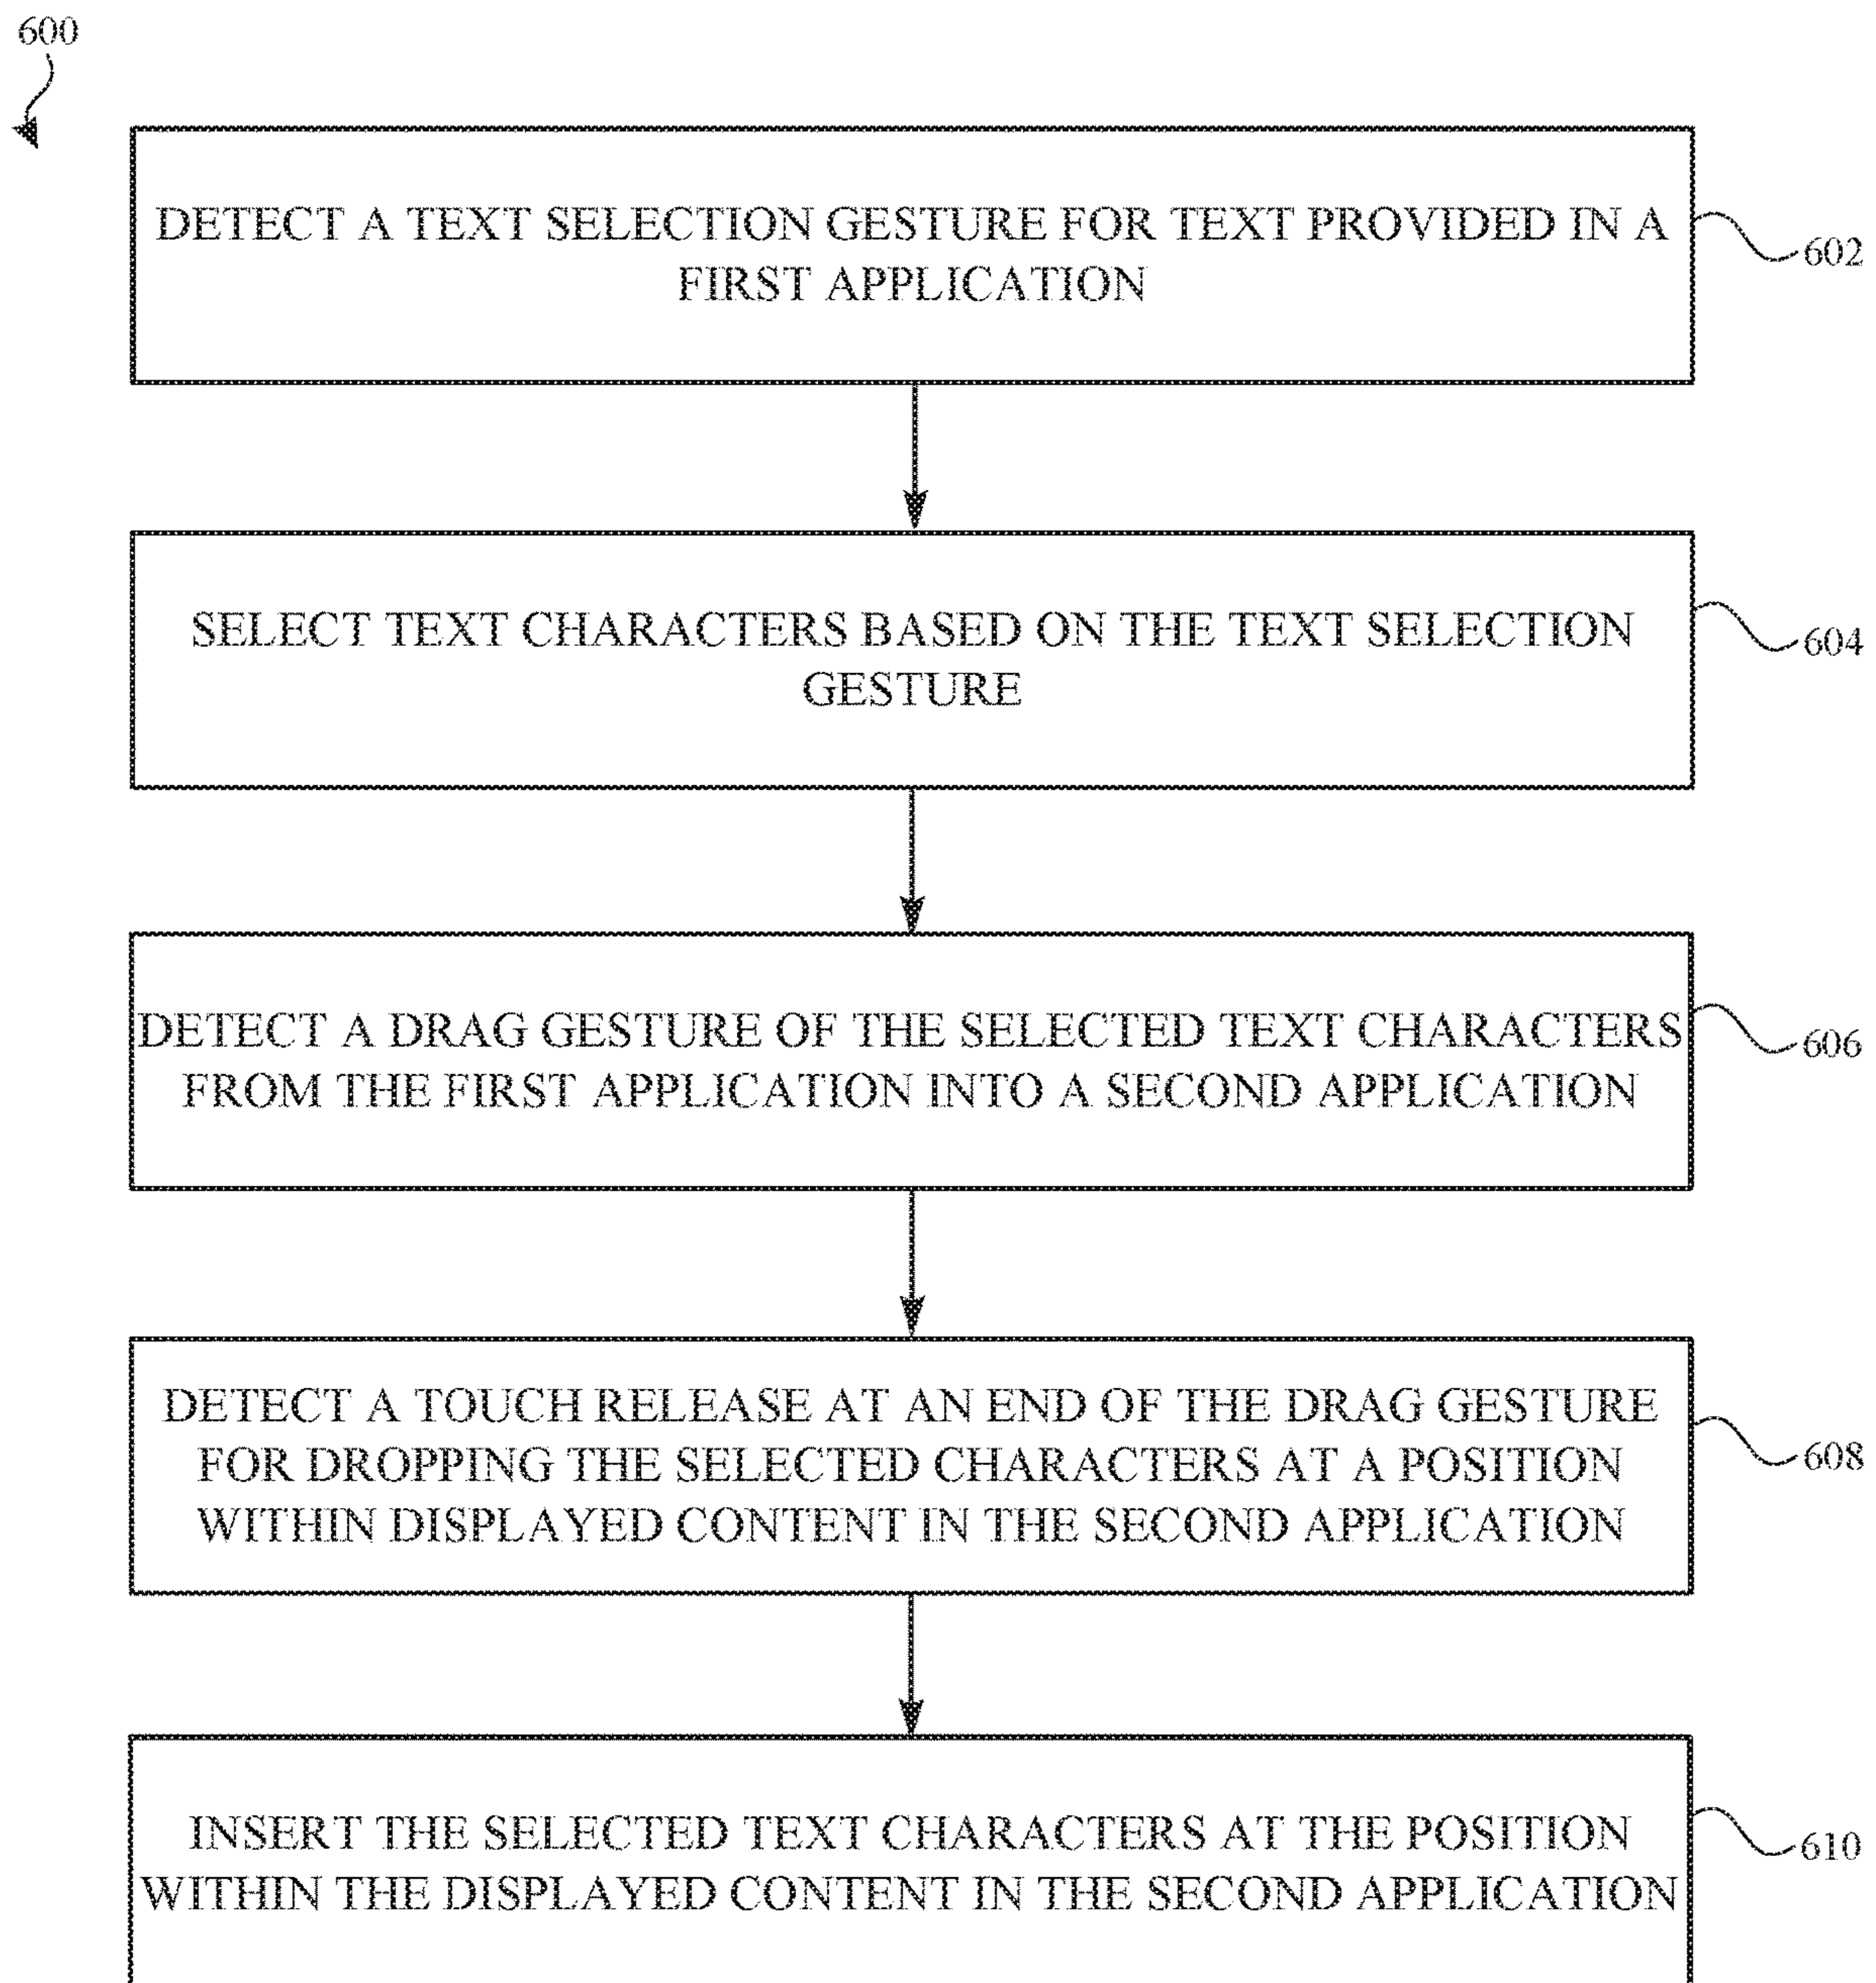 600
DETECT A TEXT SELECTION GESTURE FOR TEXT PROVIDED IN A
FIRST APPLICATION
602
SELECT TEXT CHARACTERS BASED ON THE TEXT SELECTION
GESTURE
604
DETECT A DRAG GESTURE OF THE SELECTED TEXT CHARACTERS
FROM THE FIRST APPLICATION INTO A SECOND APPLICATION
606
DETECT A TOUCH RELEASE AT AN END OF THE DRAG GESTURE
FOR DROPPING THE SELECTED CHARACTERS AT A POSITION
WITHIN DISPLAYED CONTENT IN THE SECOND APPLICATION
608
INSERT THE SELECTED TEXT CHARACTERS AT THE POSITION
WITHIN THE DISPLAYED CONTENT IN THE SECOND APPLICATION
610